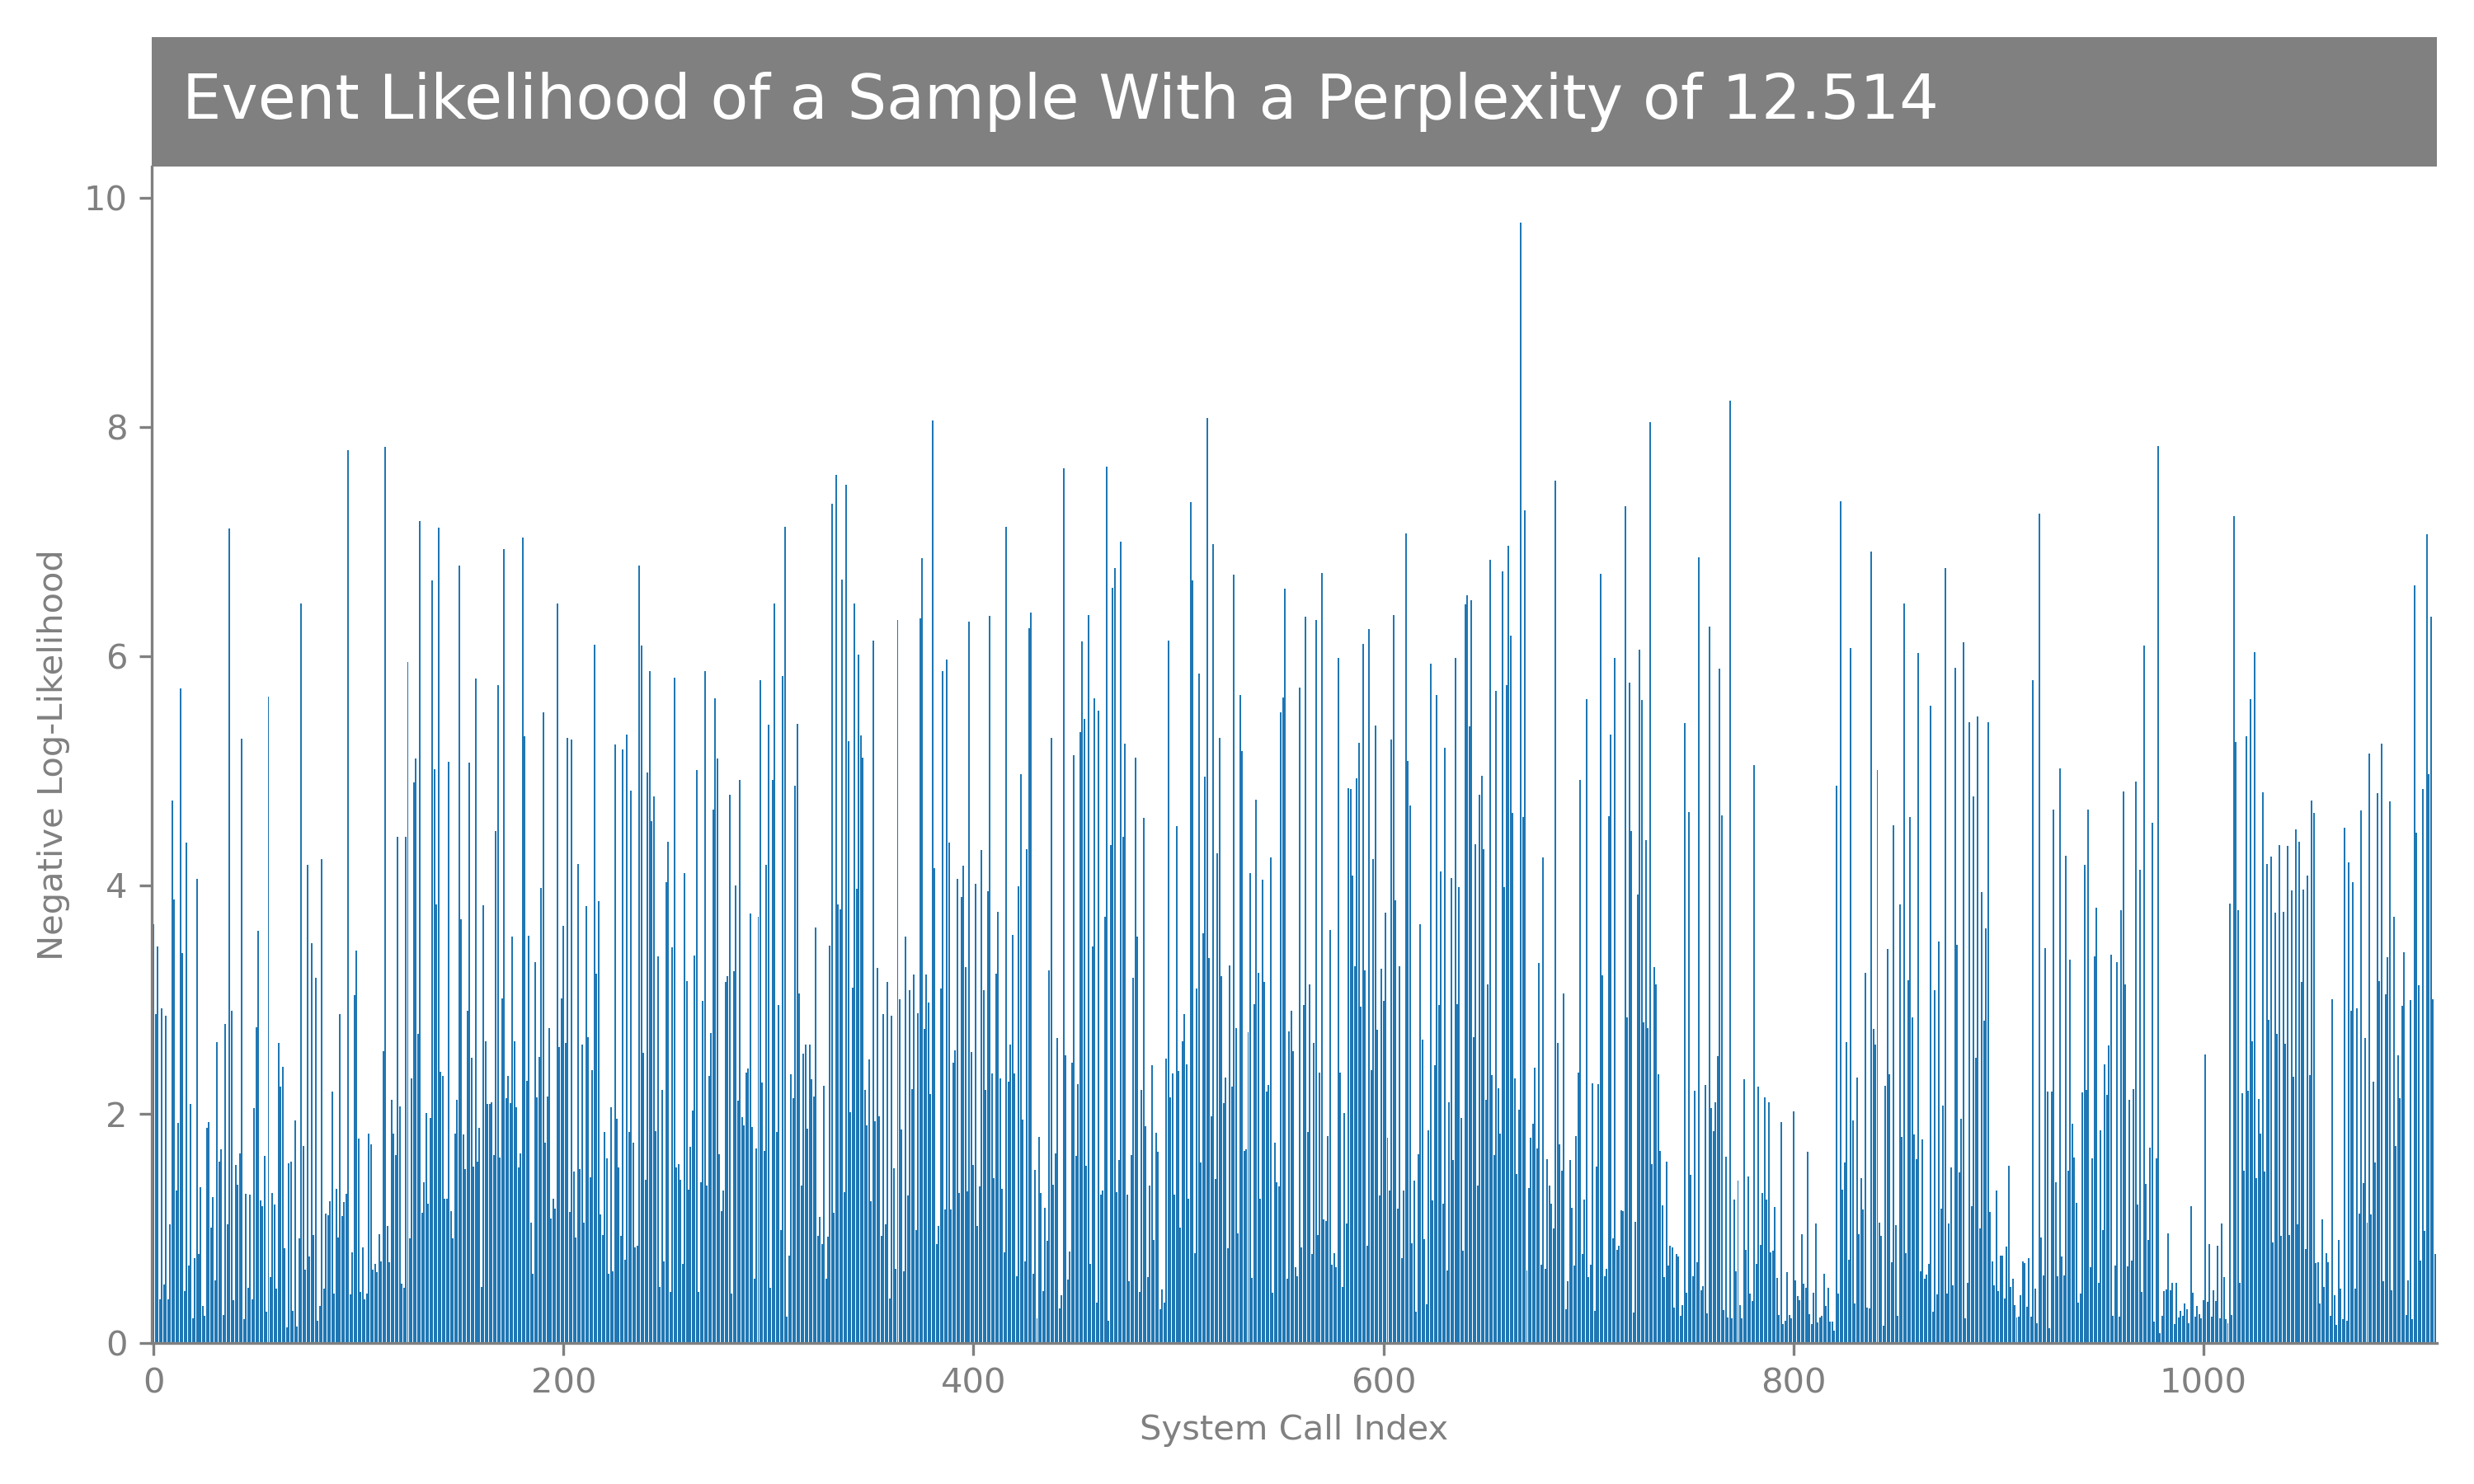 Event Likelihood of a Sample With a Perplexity of 12.514
10
8
6
4
2
0
Negative Log-Likelihood
0 200 400 600 800 1000
System Call Index